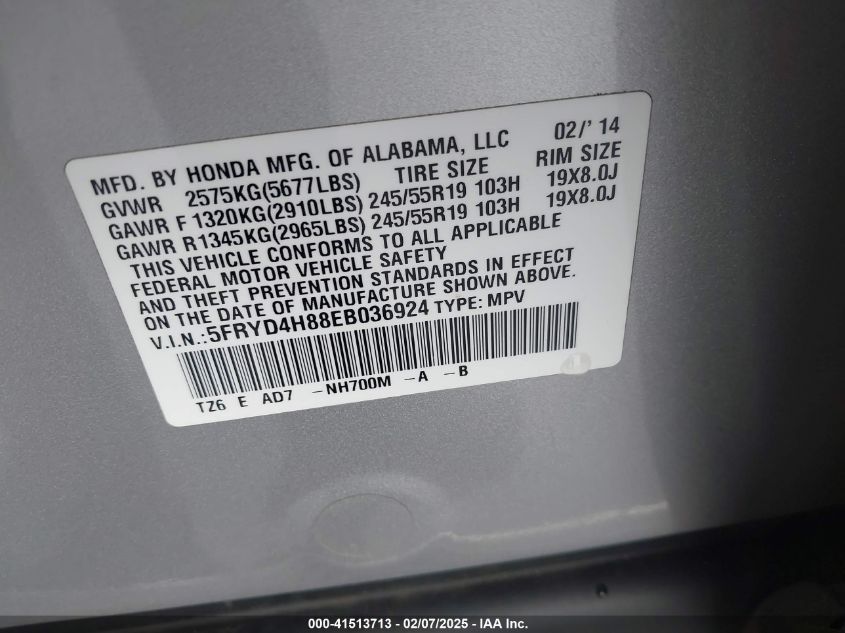 MFD. BY HONDA MFG. OF ALABAMA, LLC 02/' 14
GVWR 2575KG(5677LBS) TIRE SIZE RIM SIZE
GAWR F 1320KG(2910LBS) 245/55R19 103H 19X8.0J
GAWR R1345KG(2965LBS) 245/55R19 103H 19X8.0J
THIS VEHICLE CONFORMS TO ALL APPLICABLE
FEDERAL MOTOR VEHICLE SAFETY
AND THEFT PREVENTION STANDARDS IN EFFECT
ON THE DATE OF MANUFACTURE SHOWN ABOVE.
V.I.N.:5FRYD4H88EB036924 TYPE: MPV
TZ6 E AD7 -NH700M -A -B
000-41513713 - 02/07/2025 - IAA Inc.